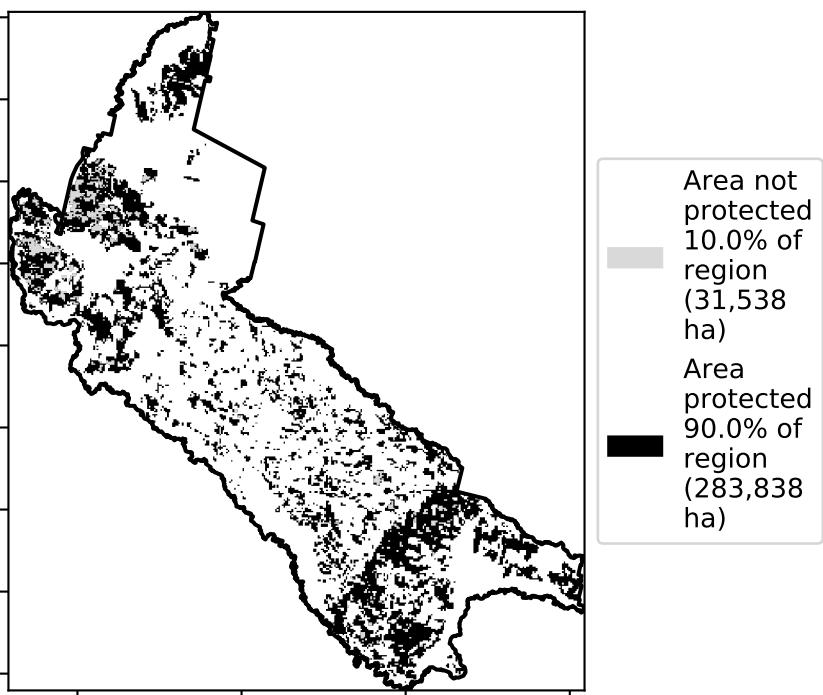 Area not
protected
10.0% of
region
(31,538
ha)
Area
protected
90.0% of
region
(283,838
ha)